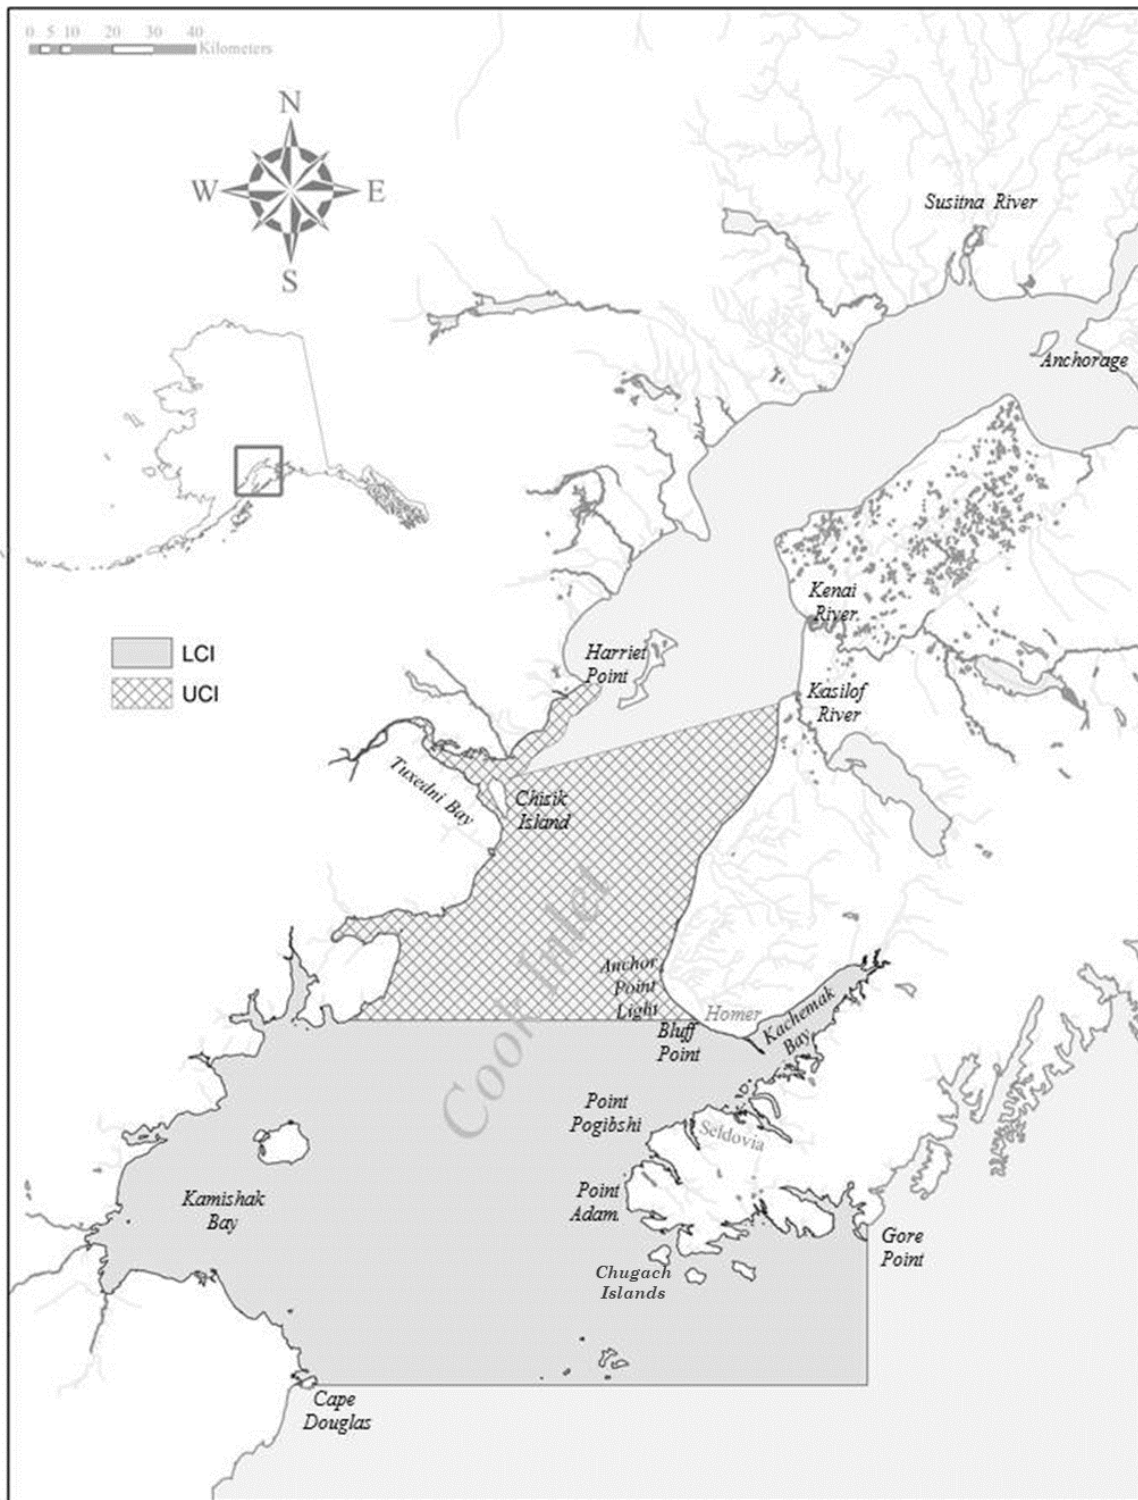 0 5 10 20 30 40
Kilometers
N
W E
S
Susitna River
Anchorage
Kenai
River
Harriet
Point
LCI
UCI
Kasilof
River
Tuxedni Bay
Chisik
Island
Cook Inlet
Anchor
Point
Light
Homer
Bluff
Point
Kachemak
Bay
Point
Pogibshi
Seldovia
Kamishak
Bay
Point
Adam
Gore
Point
Chugach
Islands
Cape
Douglas